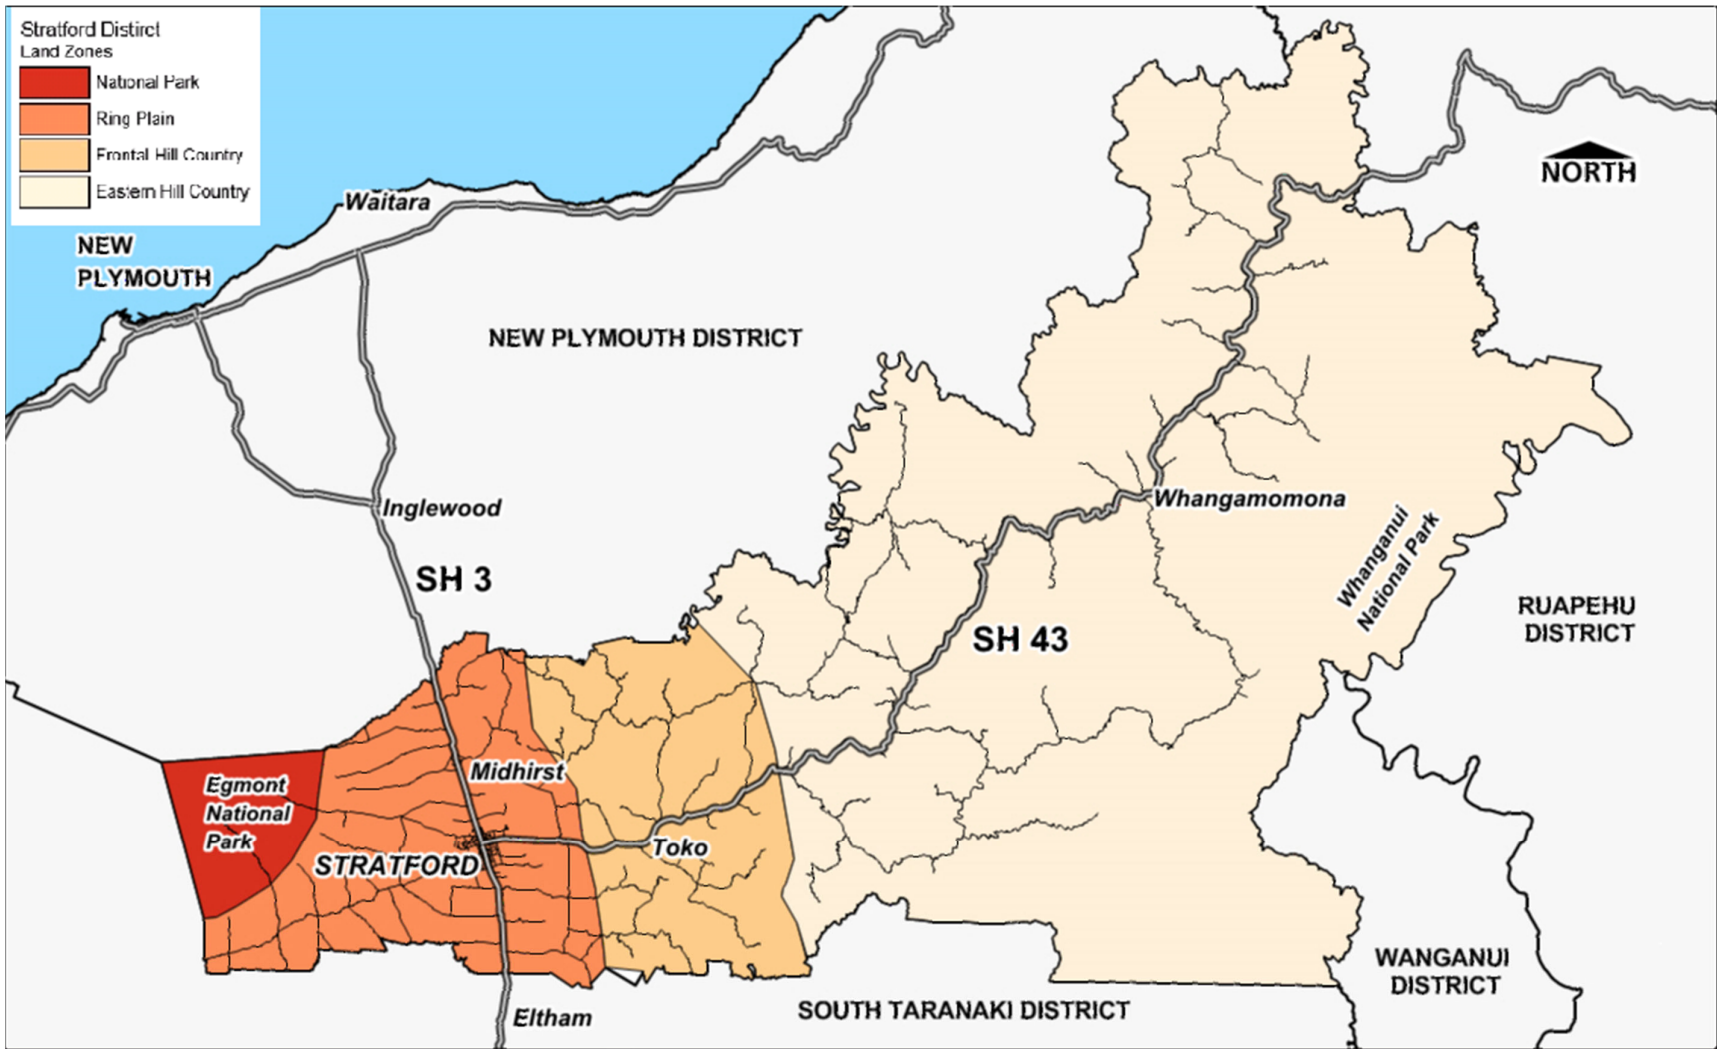 Stratford Distirct
Land Zones
National Park
Ring Plain
Frontal Hill Country
Eastern Hill Country
NORTH
Waitara
NEW
PLYMOUTH
NEW PLYMOUTH DISTRICT
Inglewood
Whangamomona
Whanganui
National Park
SH 3
SH 43
RUAPEHU
DISTRICT
Egmont
National
Park
Midhirst
STRATFORD
Toko
WANGANUI
DISTRICT
SOUTH TARANAKI DISTRICT
Eltham